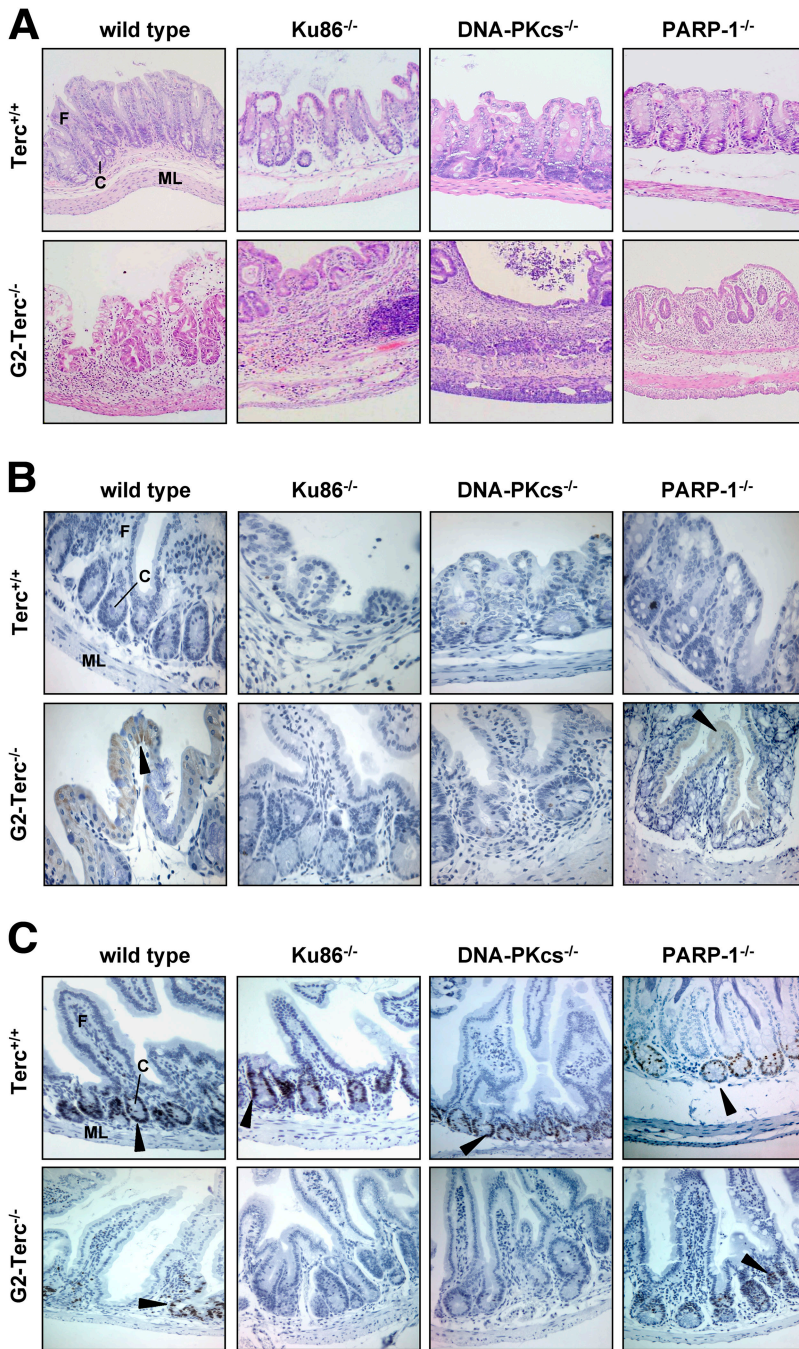 A
wild type Ku86-/- DNA-PKcs-/- PARP-1-/-
Terc+/+
F
C
ML
G2-Terc-/-
B
wild type Ku86-/- DNA-PKcs-/- PARP-1-/-
Terc+/+
F
C
ML
G2-Terc-/-
C
wild type Ku86-/- DNA-PKcs-/- PARP-1-/-
Terc+/+
F
C
ML
G2-Terc-/-